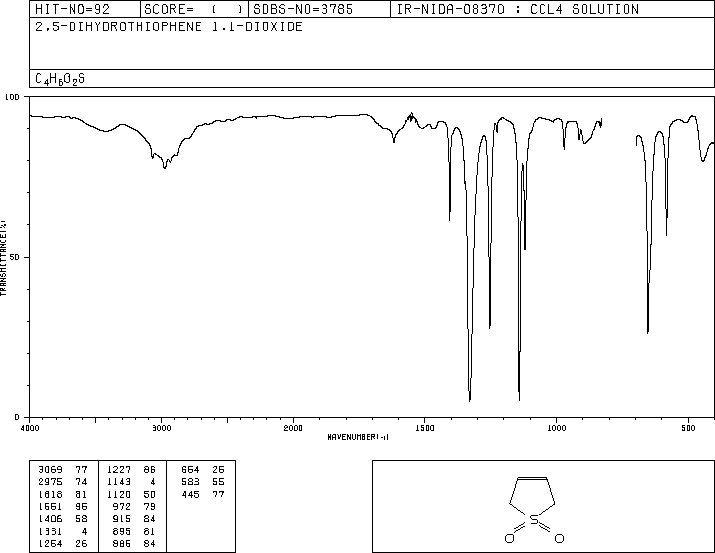 HIT-NO=92 SCORE= ( ) SDBS-NO=3785 IR-NIDA-08370 : CCL4 SOLUTION
2,5-DIHYDROTHIOPHENE 1,1-DIOXIDE
C4H6O2S
100
50
0
TRANSMITTANCE(%)
4000 3000 2000 1500 1000 500
WAVENUMBER(-1)
3069 77 1227 86 654 26
2975 74 1143 4 583 55
1618 81 1120 50 445 77
1551 96 972 79
1406 58 915 84
1331 4 895 81
1254 26 886 84
S
O O